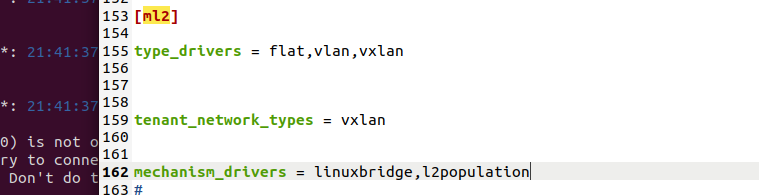 153 [ml2]
*: 21:41:37
154
155 type_drivers = flat,vlan,vxlan
156
157
158
*: 21:41:37
159 tenant_network_types = vxlan
160
0) is not o
161
ry to conne
162 mechanism_drivers = linuxbridge,l2population
Don't do t
163 #